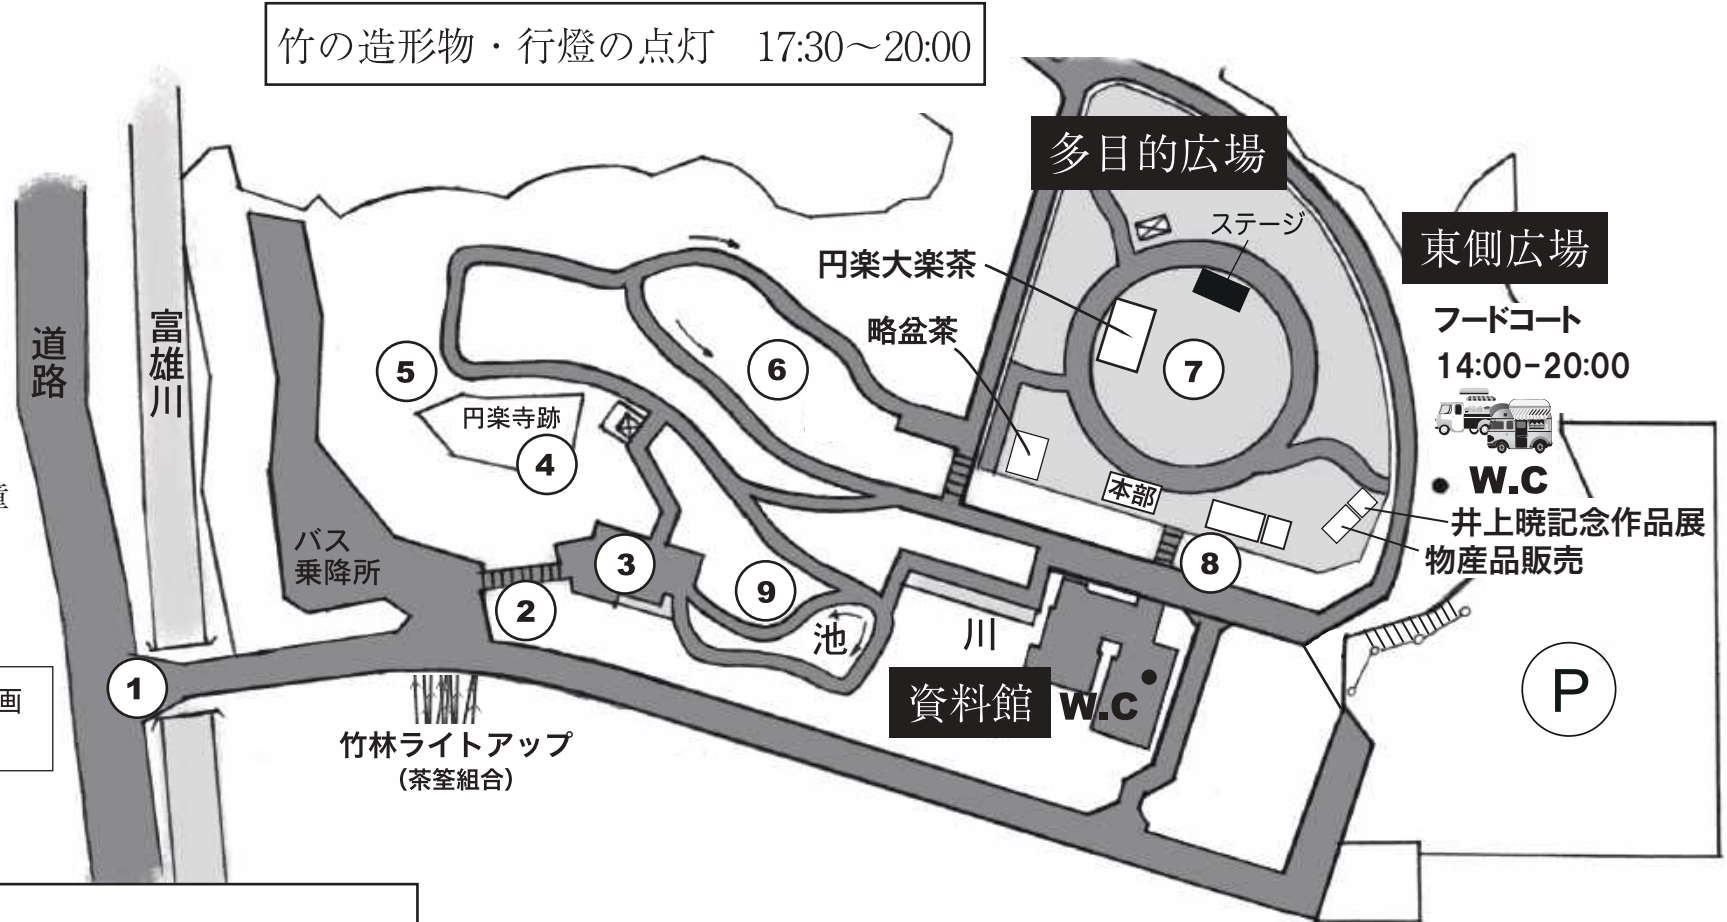 竹の造形物・行燈の点灯　17:30〜20:00
多目的広場
ステージ
東側広場
円楽大楽茶
フードコート
略盆茶
14:00-20:00
道路
富雄川
5
6
7
円楽寺跡
4
本部
W.C
井上暁記念作品展
物産品販売
バス
乗降所
3
8
2
9
池
川
1
画
資料館
W.C
P
竹林ライトアップ
(茶筌組合)